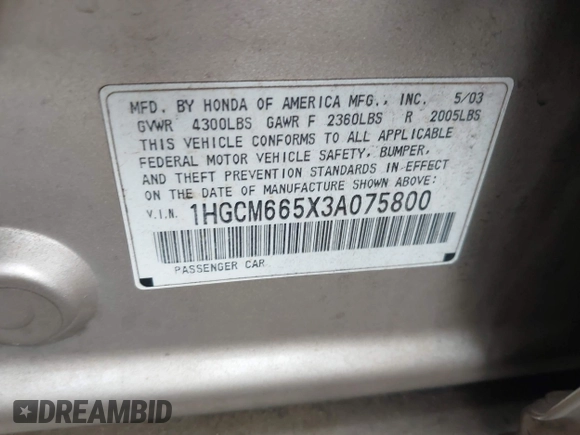 MFD. BY HONDA OF AMERICA MFG., INC. 5/03
GVWR 4300LBS GAWR F 2360LBS R 2005LBS
THIS VEHICLE CONFORMS TO ALL APPLICABLE
FEDERAL MOTOR VEHICLE SAFETY, BUMPER,
AND THEFT PREVENTION STANDARDS IN EFFECT
ON THE DATE OF MANUFACTURE SHOWN ABOVE:
V.I.N. 1HGCM665X3A075800
PASSENGER CAR
DREAMBID